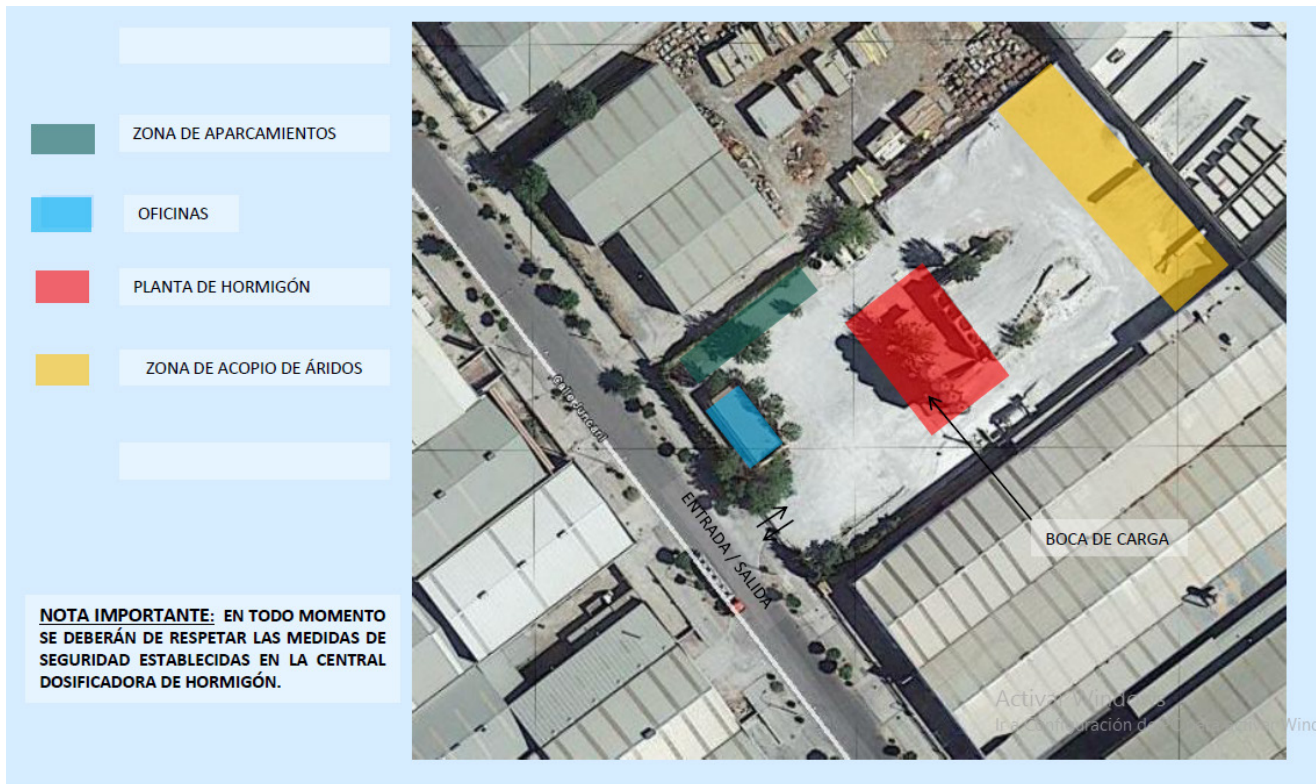 ZONA DE APARCAMIENTOS
OFICINAS
PLANTA DE HORMIGÓN
ZONA DE ACOPIO DE ÁRIDOS
NOTA IMPORTANTE: EN TODO MOMENTO
SE DEBERÁN DE RESPETAR LAS MEDIDAS DE
SEGURIDAD ESTABLECIDAS EN LA CENTRAL
DOSIFICADORA DE HORMIGÓN.
Calle Juncaril
ENTRADA / SALIDA
BOCA DE CARGA
Activar Windows